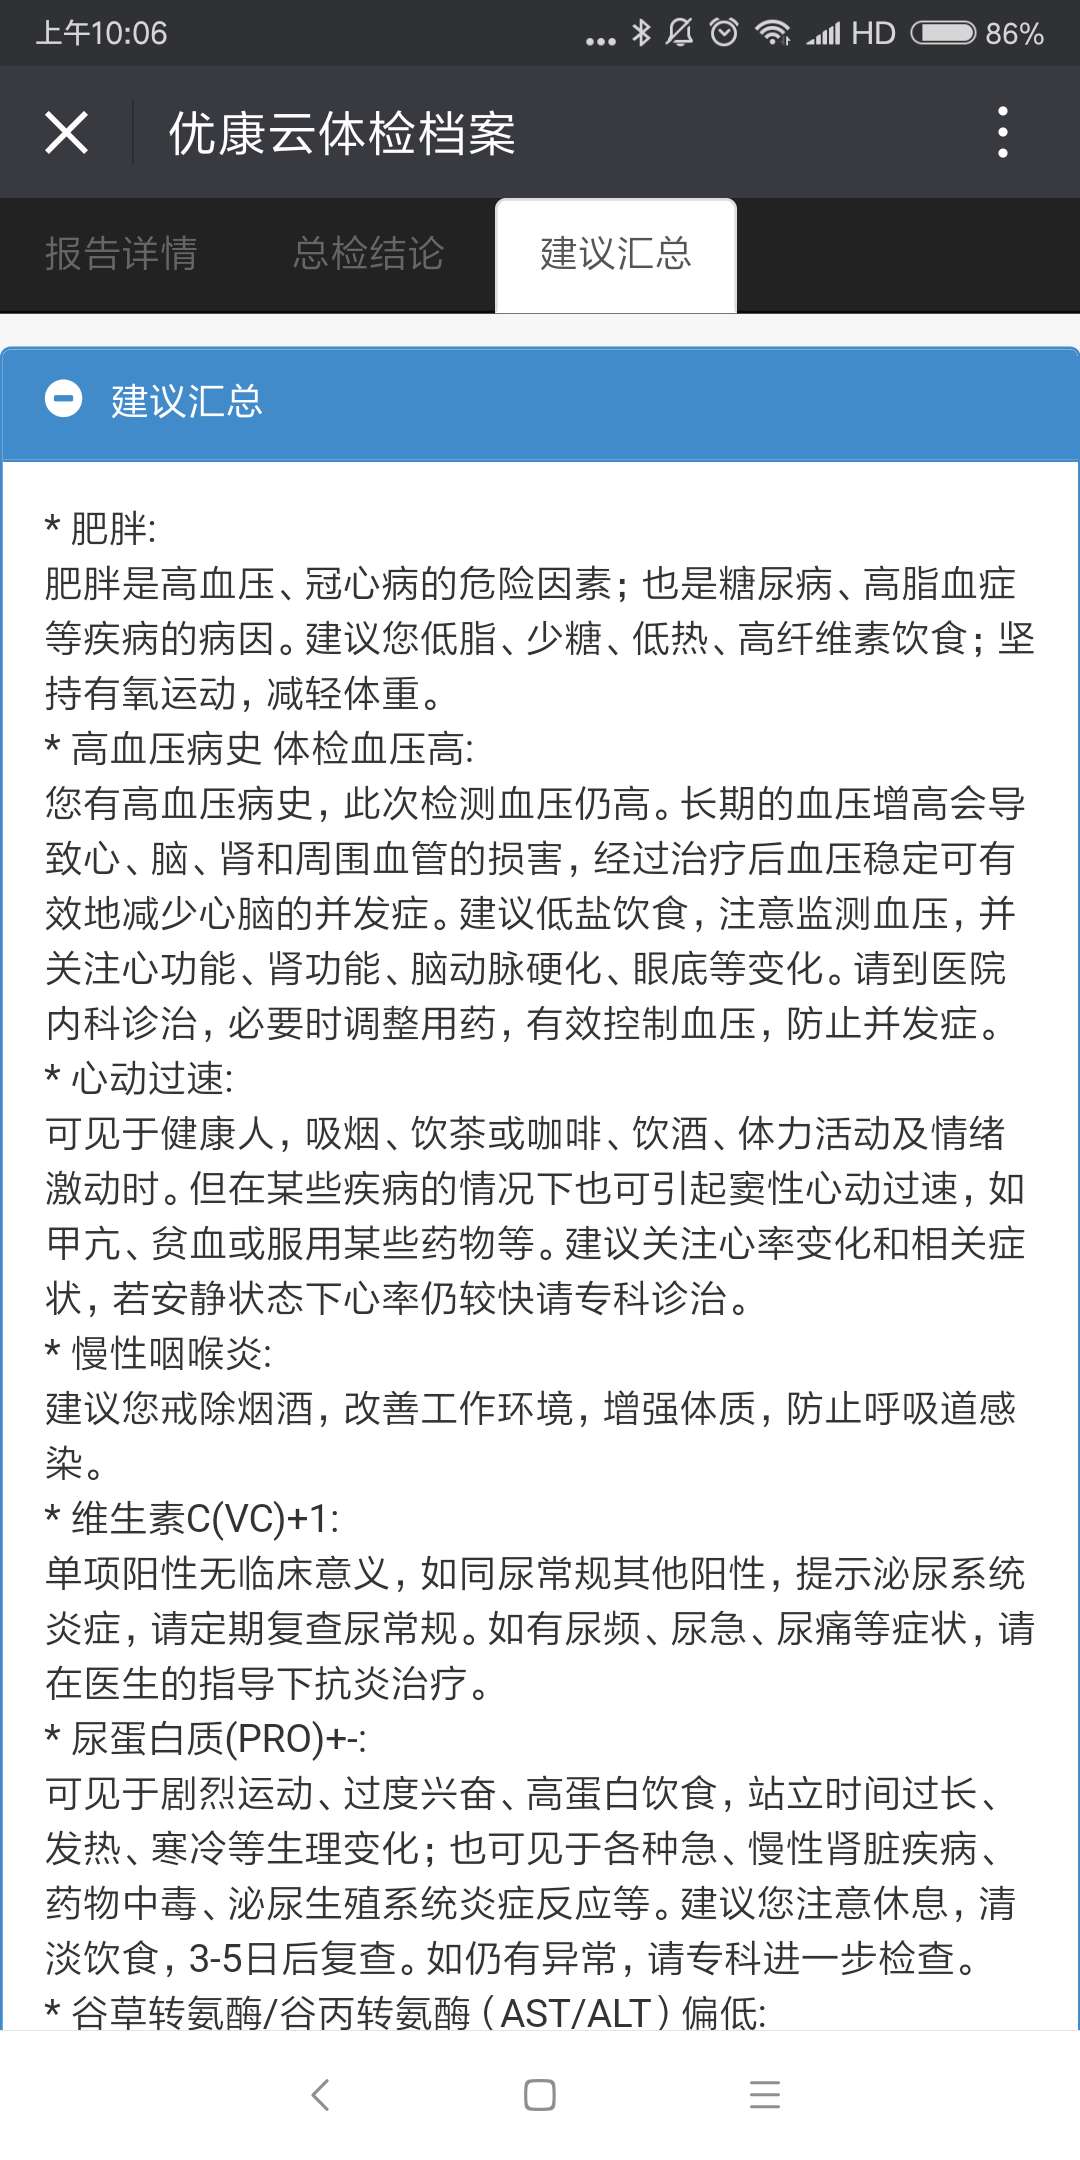 上午10:06
... HD 86%
优康云体检档案
报告详情 总检结论 建议汇总
建议汇总
* 肥胖:
肥胖是高血压、冠心病的危险因素；也是糖尿病、高脂血症
等疾病的病因。建议您低脂、少糖、低热、高纤维素饮食；坚
持有氧运动，减轻体重。
* 高血压病史 体检血压高:
您有高血压病史，此次检测血压仍高。长期的血压增高会导
致心、脑、肾和周围血管的损害，经过治疗后血压稳定可有
效地减少心脑的并发症。建议低盐饮食，注意监测血压，并
关注心功能、肾功能、脑动脉硬化、眼底等变化。请到医院
内科诊治，必要时调整用药，有效控制血压，防止并发症。
* 心动过速:
可见于健康人，吸烟、饮茶或咖啡、饮酒、体力活动及情绪
激动时。但在某些疾病的情况下也可引起窦性心动过速，如
甲亢、贫血或服用某些药物等。建议关注心率变化和相关症
状，若安静状态下心率仍较快请专科诊治。
* 慢性咽喉炎:
建议您戒除烟酒，改善工作环境，增强体质，防止呼吸道感
染。
* 维生素C(VC)+1:
单项阳性无临床意义，如同尿常规其他阳性，提示泌尿系统
炎症，请定期复查尿常规。如有尿频、尿急、尿痛等症状，请
在医生的指导下抗炎治疗。
* 尿蛋白质(PRO)+-:
可见于剧烈运动、过度兴奋、高蛋白饮食，站立时间过长、
发热、寒冷等生理变化；也可见于各种急、慢性肾脏疾病、
药物中毒、泌尿生殖系统炎症反应等。建议您注意休息，清
淡饮食，3-5日后复查。如仍有异常，请专科进一步检查。
* 谷草转氨酶/谷丙转氨酶（AST/ALT）偏低: